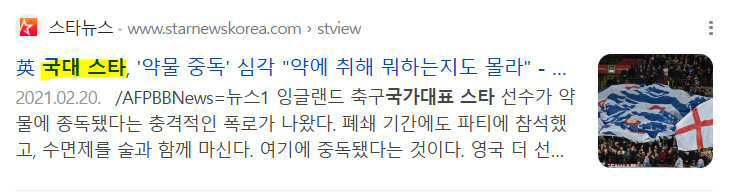 스타뉴스
www.starnewskorea.com › stview
英 국대 스타, '약물 중독' 심각 "약에 취해 뭐하는지도 몰라" - ...
2021.02.20. /AFPBBNews=뉴스1 잉글랜드 축구국가대표 스타 선수가 약
물에 중독됐다는 충격적인 폭로가 나왔다. 폐쇄 기간에도 파티에 참석했
고, 수면제를 술과 함께 마신다. 여기에 중독됐다는 것이다. 영국 더 선...